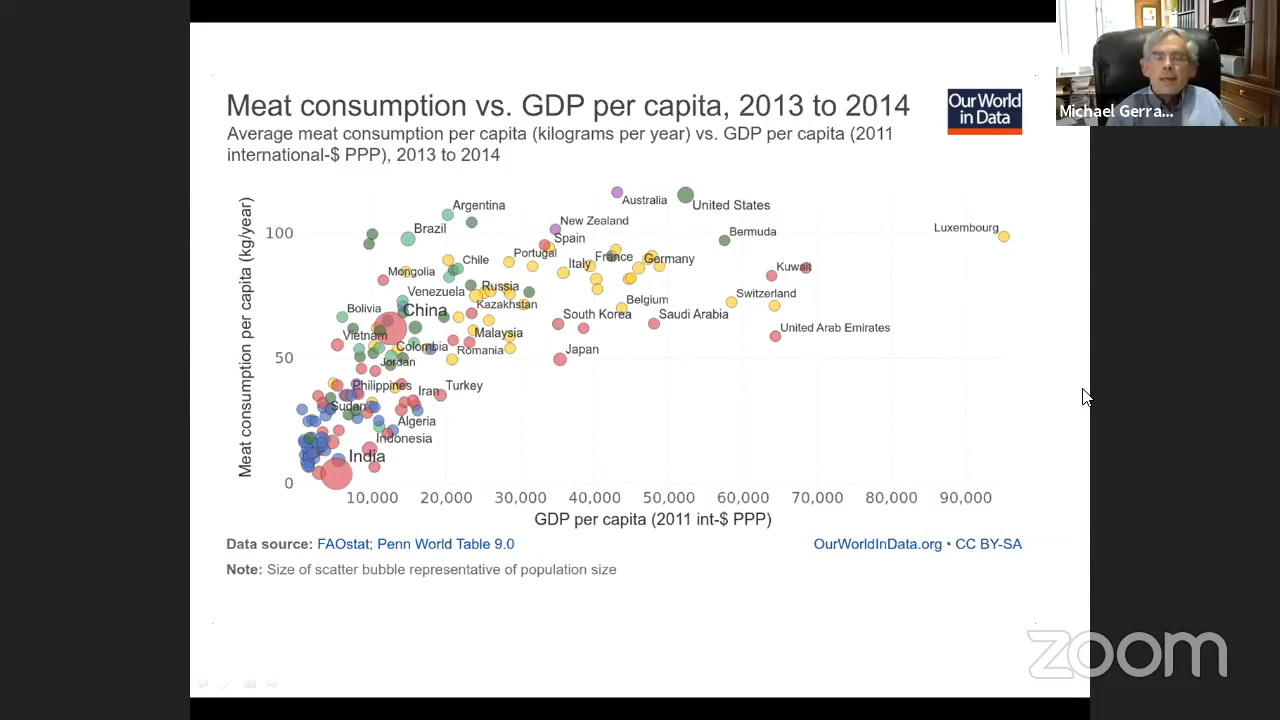 Meat consumption vs. GDP per capita, 2013 to 2014
Average meat consumption per capita (kilograms per year) vs. GDP per capita (2011
international-$ PPP), 2013 to 2014
Our World
in Data
Michael Gerra...
Meat consumption per capita (kg/year)
100
50
0
Australia
United States
Argentina
New Zealand
Brazil
Bermuda
Luxembourg
Spain
Portugal
Chile
Italy
France
Germany
Mongolia
Kuwait
Russia
Venezuela
Switzerland
Kazakhstan
Belgium
Bolivia
China
South Korea
Saudi Arabia
United Arab Emirates
Vietnam
Malaysia
Colombia
Romania
Japan
Jordan
Philippines
Iran
Turkey
Sudan
Algeria
Indonesia
India
10,000 20,000 30,000 40,000 50,000 60,000 70,000 80,000 90,000
GDP per capita (2011 int-$ PPP)
Data source: FAOstat; Penn World Table 9.0
OurWorldInData.org • CC BY-SA
Note: Size of scatter bubble representative of population size
zoom